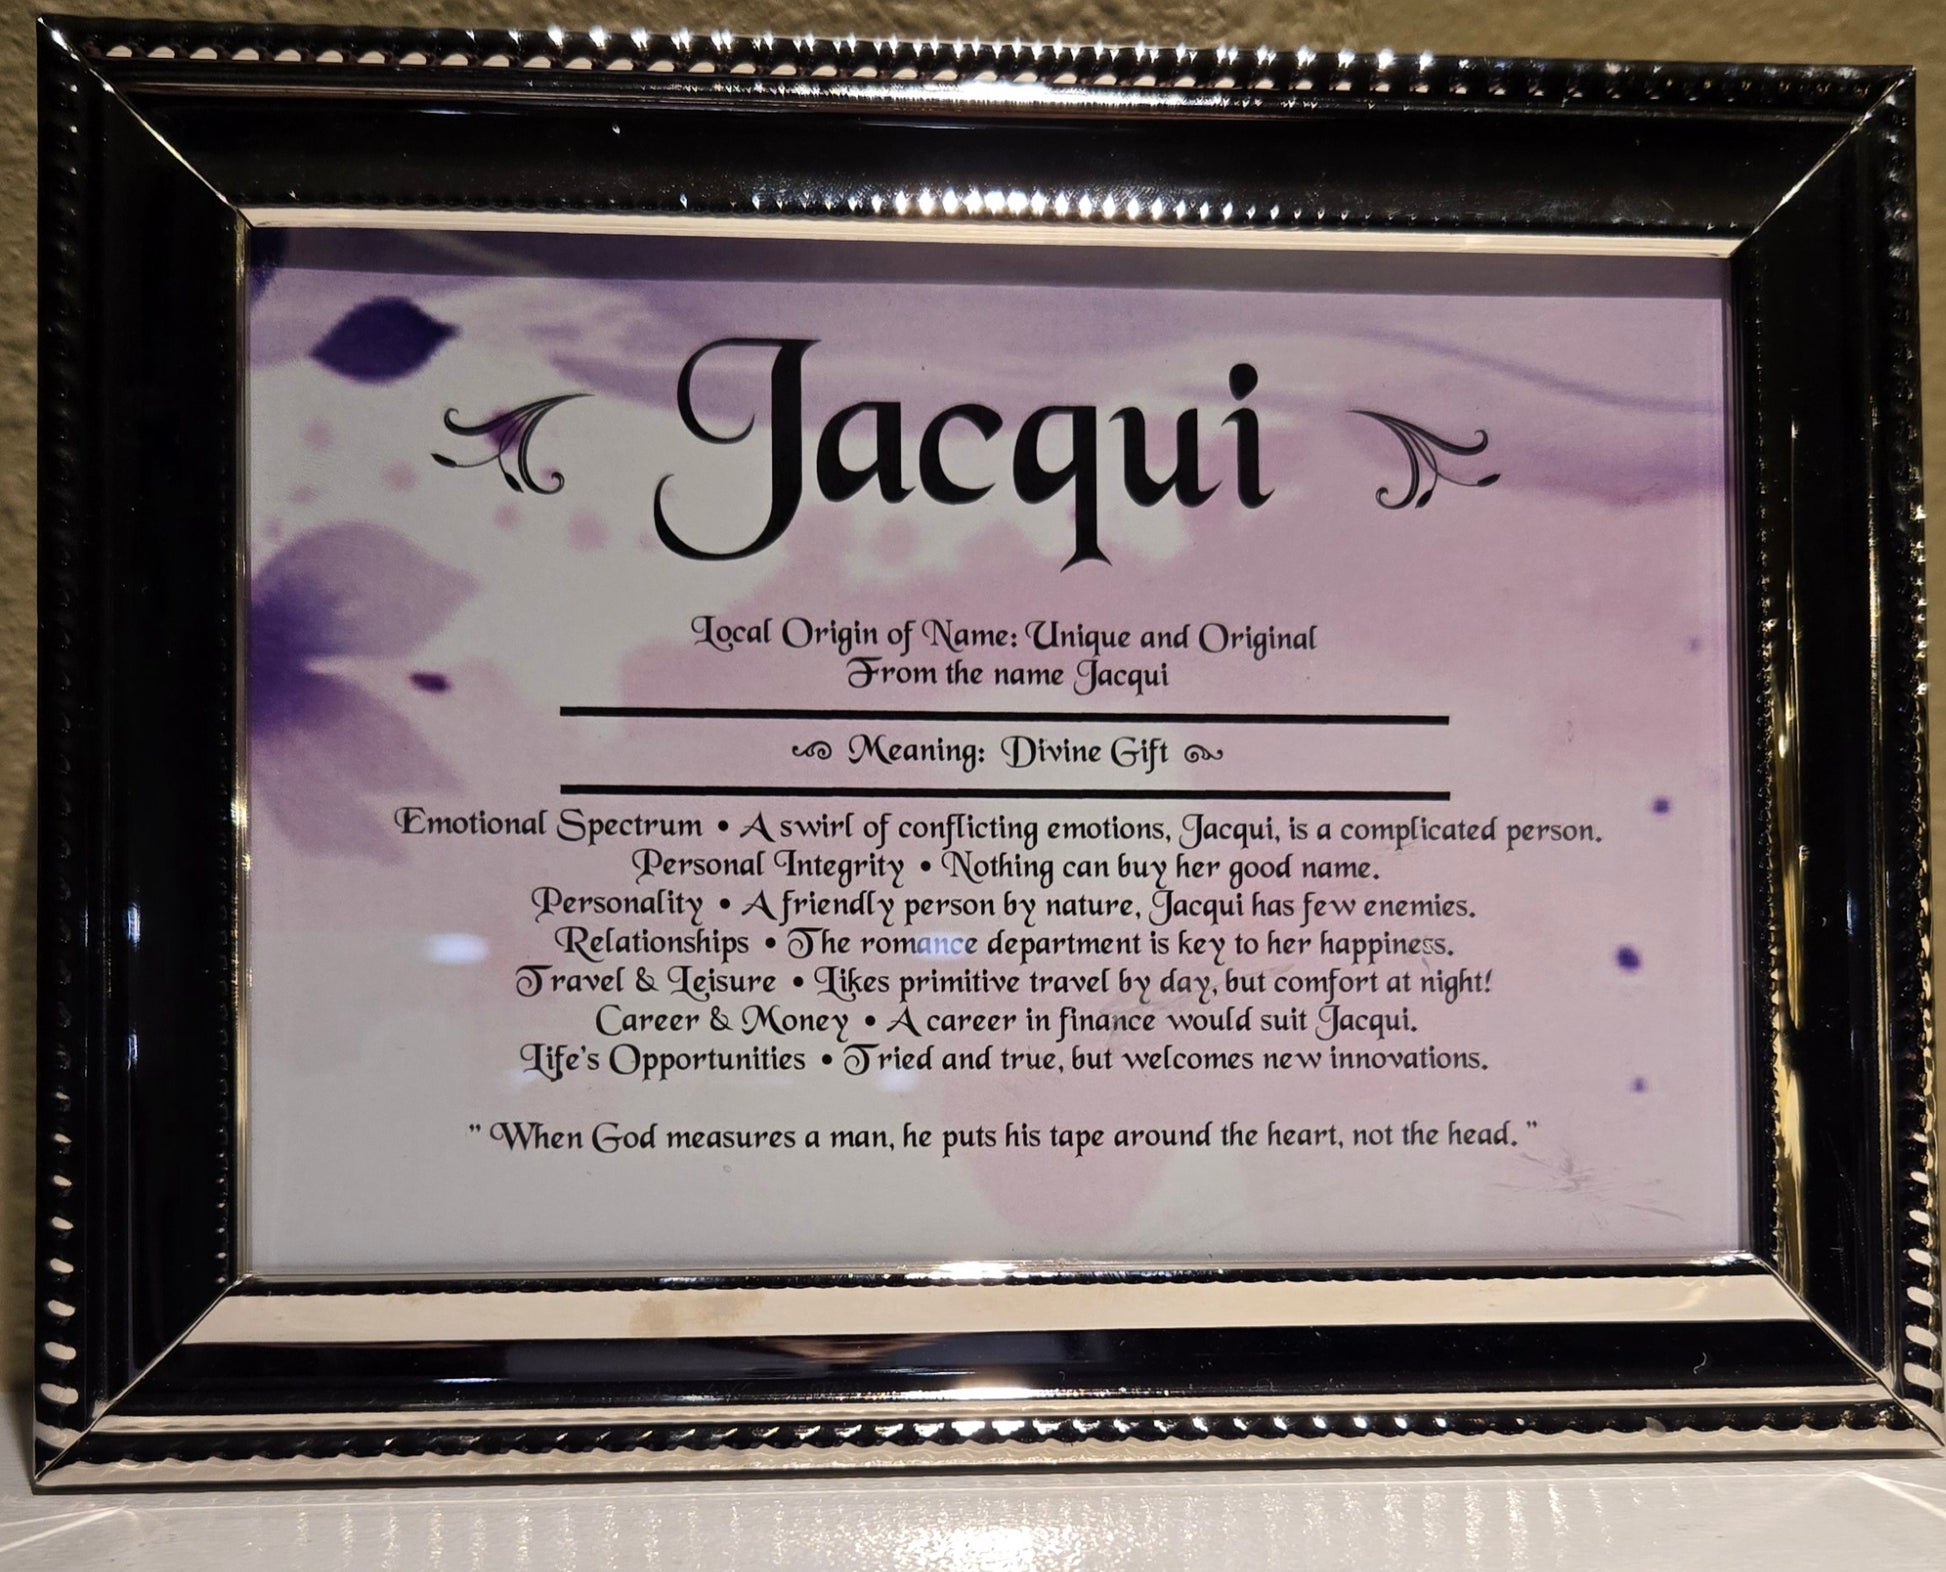 Jacqui
Local Origin of Name: Unique and Original
From the name Jacqui
Meaning: Divine Gift
Emotional Spectrum • A swirl of conflicting emotions, Jacqui, is a complicated person.
Personal Integrity • Nothing can buy her good name.
Personality • A friendly person by nature, Jacqui has few enemies.
Relationships • The romance department is key to her happiness.
Travel & Leisure • Likes primitive travel by day, but comfort at night!
Career & Money • A career in finance would suit Jacqui.
Life's Opportunities • Tried and true, but welcomes new innovations.
" When God measures a man, he puts his tape around the heart, not the head. "